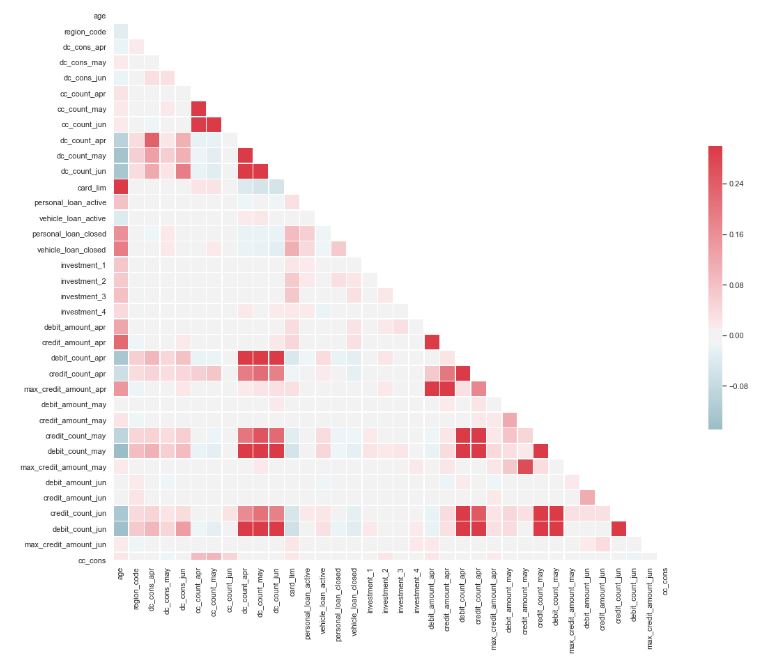 age
region_code
dc_cons_apr
dc_cons_may
dc_cons_jun
cc_count_apr
cc_count_may
cc_count_jun
dc_count_apr
dc_count_may
dc_count_jun
card_lim
personal_loan_active
vehicle_loan_active
personal_loan_closed
vehicle_loan_closed
investment_1
investment_2
investment_3
investment_4
debit_amount_apr
credit_amount_apr
debit_count_apr
credit_count_apr
max_credit_amount_apr
debit_amount_may
credit_amount_may
credit_count_may
debit_count_may
max_credit_amount_may
debit_amount_jun
credit_amount_jun
credit_count_jun
debit_count_jun
max_credit_amount_jun
cc_cons
age
region_code
dc_cons_apr
dc_cons_may
dc_cons_jun
cc_count_apr
cc_count_may
cc_count_jun
dc_count_apr
dc_count_may
dc_count_jun
card_lim
personal_loan_active
vehicle_loan_active
personal_loan_closed
vehicle_loan_closed
investment_1
investment_2
investment_3
investment_4
debit_amount_apr
credit_amount_apr
debit_count_apr
credit_count_apr
max_credit_amount_apr
debit_amount_may
credit_amount_may
credit_count_may
debit_count_may
max_credit_amount_may
debit_amount_jun
credit_amount_jun
credit_count_jun
debit_count_jun
max_credit_amount_jun
cc_cons
0.24
0.16
0.08
0.00
−0.08